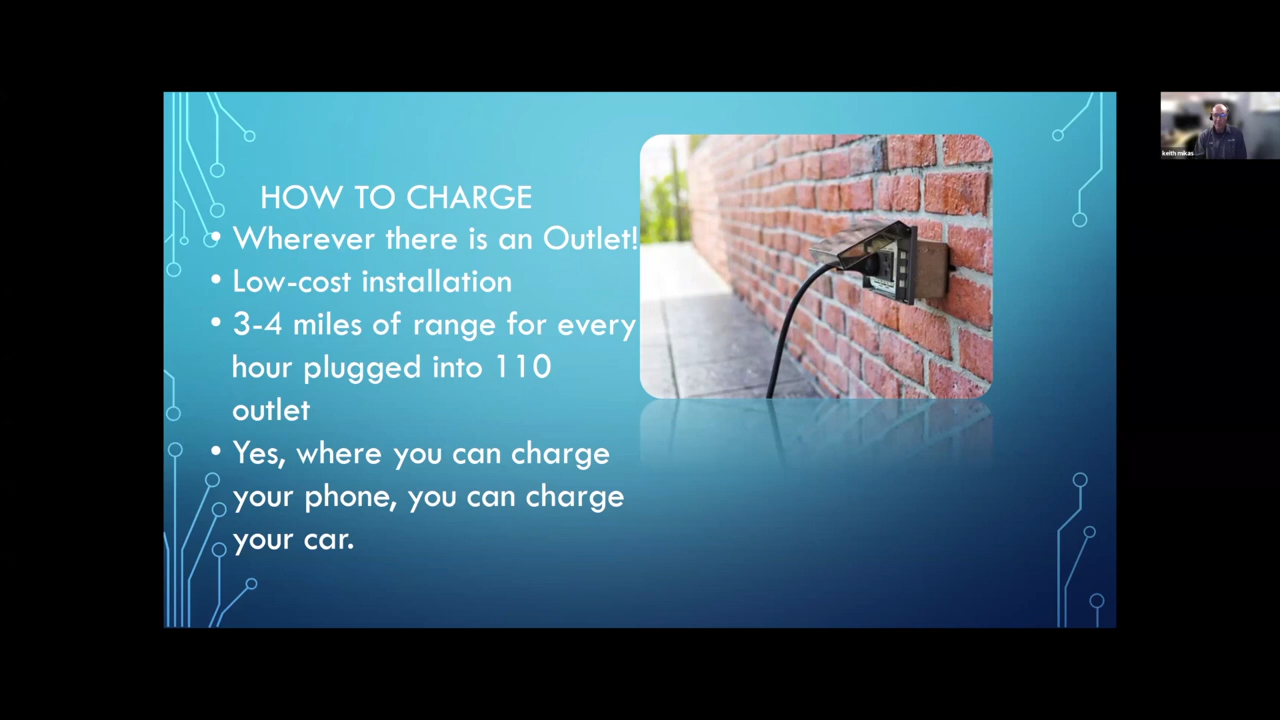 HOW TO CHARGE
• Wherever there is an Outlet!
• Low-cost installation
• 3-4 miles of range for every
hour plugged into 110
outlet
• Yes, where you can charge
your phone, you can charge
your car.
keith mikas